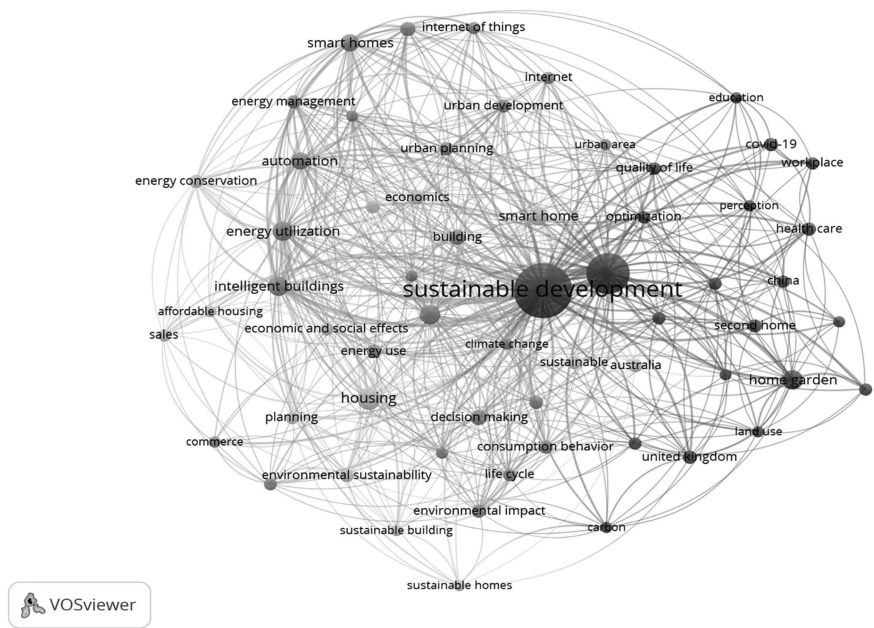 internet of things
smart homes
internet
education
energy management
urban development
covid-19
urban planning
urban area
automation
workplace
quality of life
energy conservation
economics
perception
smart home
optimization
health care
energy utilization
building
china
intelligent buildings
sustainable development
affordable housing
second home
economic and social effects
sales
climate change
energy use
sustainable
australia
home garden
housing
planning
decision making
land use
commerce
consumption behavior
united kingdom
environmental sustainability
life cycle
environmental impact
carbon
sustainable building
sustainable homes
VOSviewer